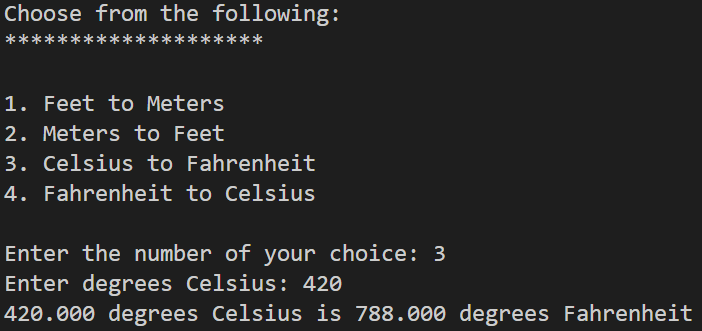 Choose from the following:
********************
1. Feet to Meters
2. Meters to Feet
3. Celsius to Fahrenheit
4. Fahrenheit to Celsius
Enter the number of your choice: 3
Enter degrees Celsius: 420
420.000 degrees Celsius is 788.000 degrees Fahrenheit